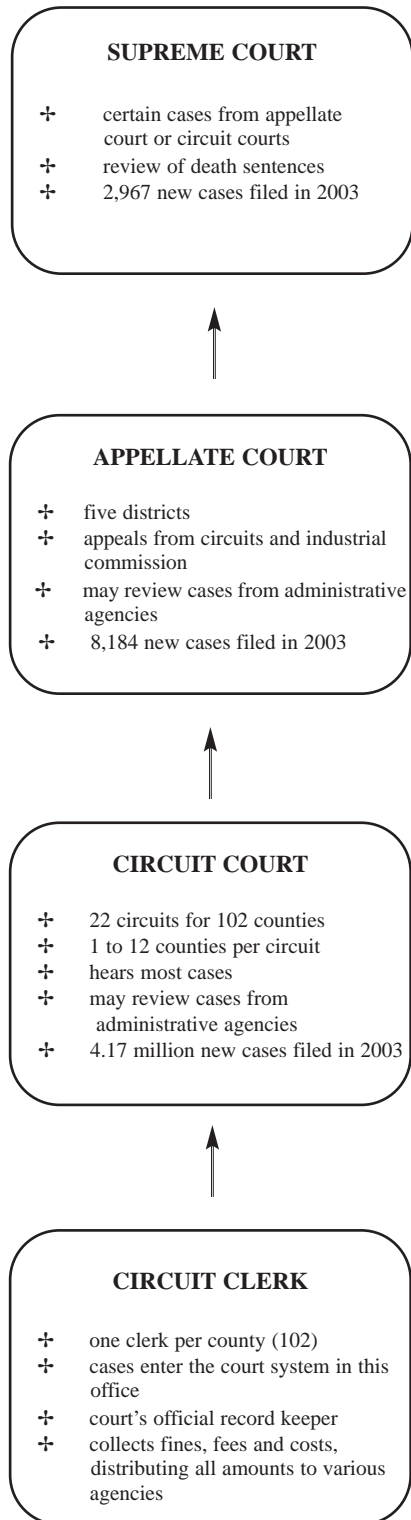 SUPREME COURT
✢ certain cases from appellate
court or circuit courts
✢ review of death sentences
✢ 2,967 new cases filed in 2003
APPELLATE COURT
✢ five districts
✢ appeals from circuits and industrial
commission
✢ may review cases from administrative
agencies
✢ 8,184 new cases filed in 2003
CIRCUIT COURT
✢ 22 circuits for 102 counties
✢ 1 to 12 counties per circuit
✢ hears most cases
✢ may review cases from
administrative agencies
✢ 4.17 million new cases filed in 2003
CIRCUIT CLERK
✢ one clerk per county (102)
✢ cases enter the court system in this
office
✢ court's official record keeper
✢ collects fines, fees and costs,
distributing all amounts to various
agencies